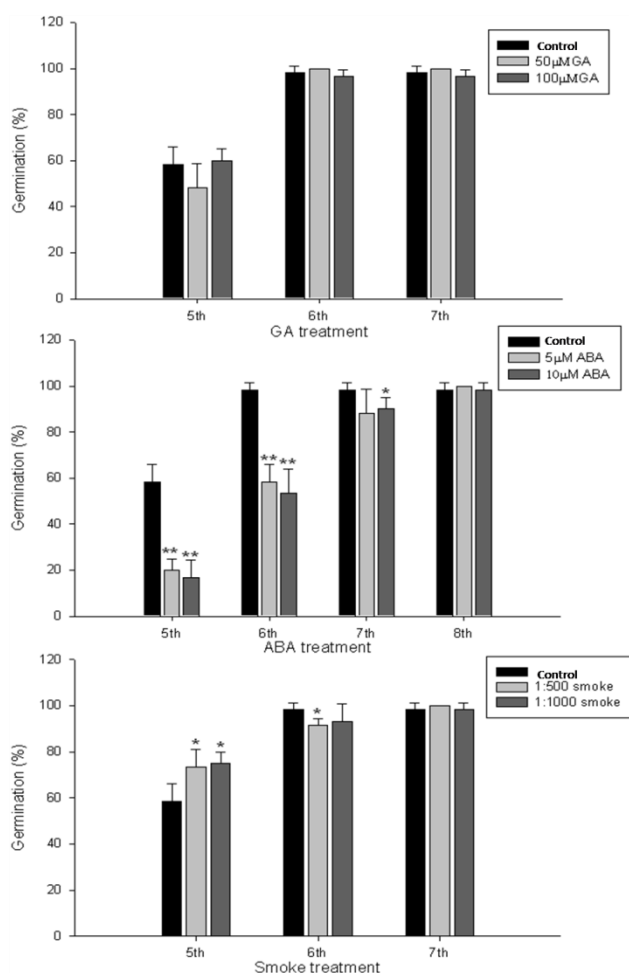 120
100
80
60
40
20
0
Germination (%)
Control
50µMGA
100µMGA
5th 6th 7th
GA treatment
120
100
80
60
40
20
0
Germination (%)
Control
5µM ABA
10µM ABA
** **
** **
*
5th 6th 7th 8th
ABA treatment
120
100
80
60
40
20
0
Germination (%)
Control
1:500 smoke
1:1000 smoke
* *
*
5th 6th 7th
Smoke treatment